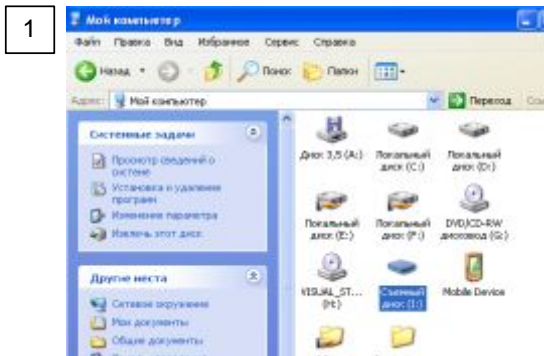 1
Мой компьютер
Файл Правка Вид Избранное Сервис Справка
Назад Поиск Папки
Адрес: Мой компьютер Переход
Системные задачи
Просмотр сведений о
системе
Установка и удаление
программ
Изменение параметра
Извлечь этот диск
Другие места
Сетевое окружение
Мои документы
Общие документы
Диск 3,5 (A:) Локальный
диск (C:) Локальный
диск (D:)
Локальный
диск (E:) Локальный
диск (F:) DVD/CD-RW
дисковод (G:)
VISUAL_ST...
(H:) Съемный
диск (I:) Mobile Device